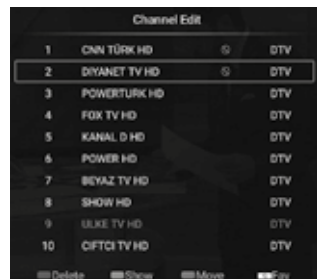 Channel Edit
1 CNN TÜRK HD DTV
2 DIYANET TV HD DTV
3 POWERTURK HD DTV
4 FOX TV HD DTV
5 KANAL D HD DTV
6 POWER HD DTV
7 BEYAZ TV HD DTV
8 SHOW HD DTV
9 ULKE TV HD DTV
10 CIFTCI TV HD DTV
Delete Show Move Fav